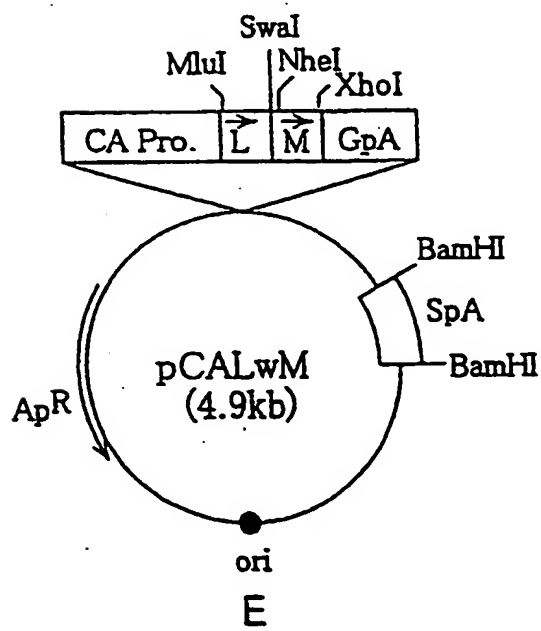 SwaI
MluI
NheI
XhoI
CA Pro.
L
M
GpA
BamHI
SpA
BamHI
pCALwM
(4.9kb)
ApR
ori
E